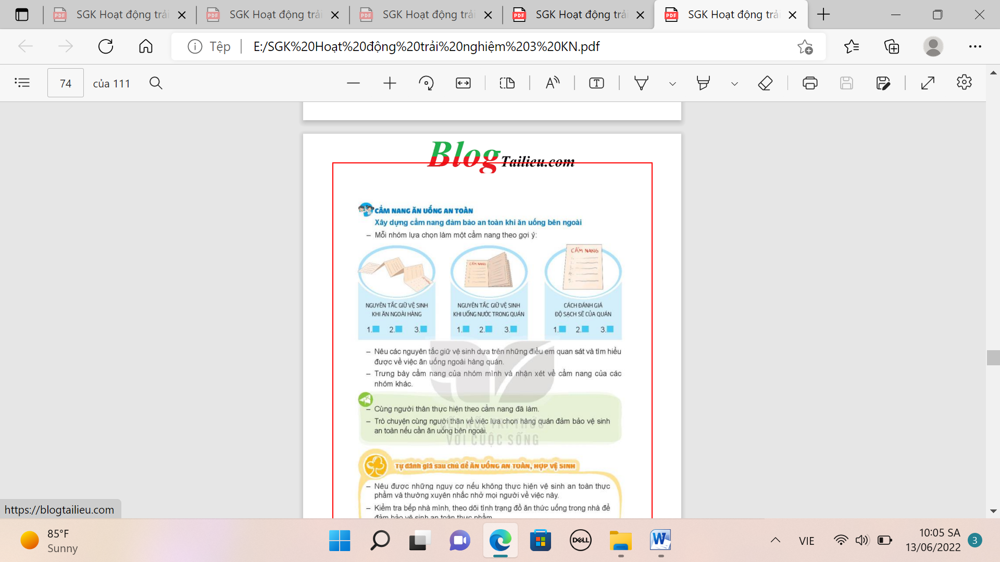 SGK Hoạt động trải
SGK Hoạt động trải
SGK Hoạt động trải
SGK Hoạt động trải
SGK Hoạt động trải
Tệp
E:/SGK%20Hoạt%20động%20trải%20nghiệm%203%20KN.pdf
74 của 111
Blog Tailieu.com
CẨM NANG ĂN UỐNG AN TOÀN
Xây dựng cẩm nang đảm bảo an toàn khi ăn uống bên ngoài
– Mỗi nhóm lựa chọn làm một cẩm nang theo gợi ý:
CẨM NANG
CẨM NANG
1.
2.
3.
4.
5.
NGUYÊN TẮC GIỮ VỆ SINH
KHI ĂN NGOÀI HÀNG
1. 2. 3.
NGUYÊN TẮC GIỮ VỆ SINH
KHI UỐNG NƯỚC TRONG QUÁN
1. 2. 3.
CÁCH ĐÁNH GIÁ
ĐỘ SẠCH SẼ CỦA QUÁN
1. 2. 3.
– Nêu các nguyên tắc giữ vệ sinh dựa trên những điều em quan sát và tìm hiểu
được về việc ăn uống ngoài hàng quán.
– Trưng bày cẩm nang của nhóm mình và nhận xét về cẩm nang của các
nhóm khác.
– Cùng người thân thực hiện theo cẩm nang đã làm.
– Trò chuyện cùng người thân về việc lựa chọn hàng quán đảm bảo vệ sinh
an toàn nếu cần ăn uống bên ngoài.
KẾT NỐI TRI THỨC
VỚI CUỘC SỐNG
Tự đánh giá sau chủ đề ĂN UỐNG AN TOÀN, HỢP VỆ SINH
– Nêu được những nguy cơ nếu không thực hiện vệ sinh an toàn thực
phẩm và thường xuyên nhắc nhở mọi người về việc này.
– Kiểm tra bếp nhà mình, theo dõi tình trạng đồ ăn thức uống trong nhà để
đảm bảo vệ sinh an toàn thực phẩm.
https://blogtailieu.com
85°F
Sunny
DELL
VIE
10:05 SA
13/06/2022
3